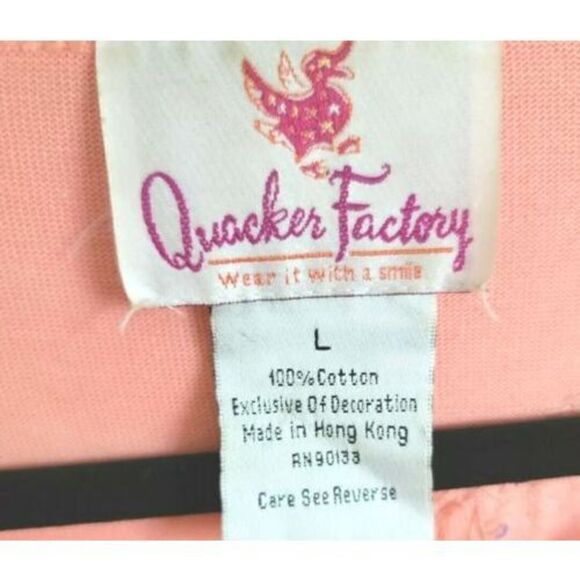 Quacker Factory
Wear it with a smile
L
100%Cotton
Exclusive Of Decoration
Made in Hong Kong
RN90133
Care See Reverse